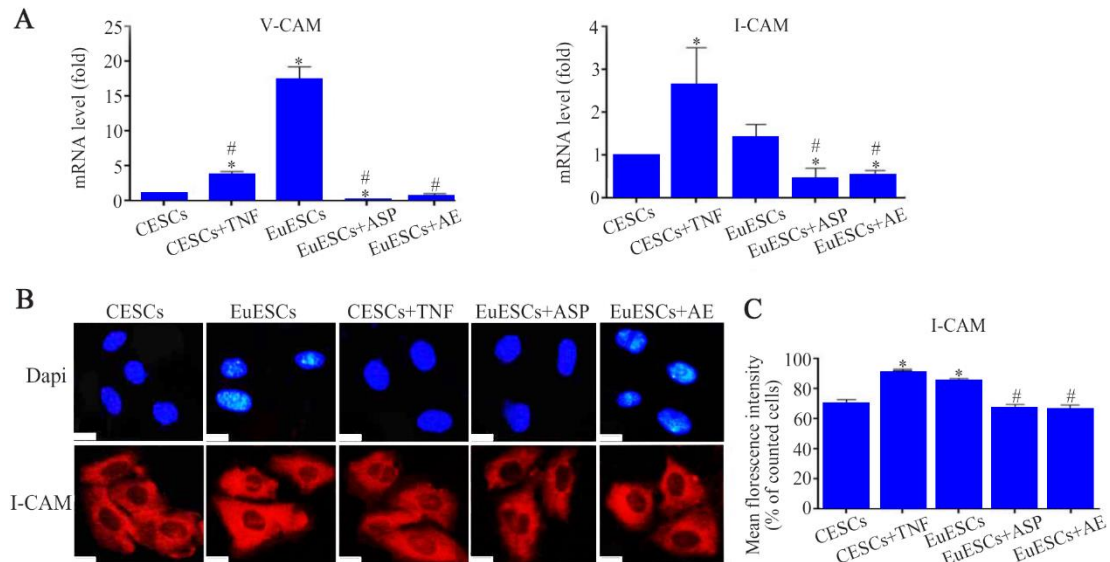 A
V-CAM
mRNA level (fold)
25
20
15
10
5
0
#
*
*
#
*
#
CESCs
CESCs+TNF
EuESCs
EuESCs+ASP
EuESCs+AE
I-CAM
mRNA level (fold)
4
3
2
1
0
*
#
*
#
*
CESCs
CESCs+TNF
EuESCs
EuESCs+ASP
EuESCs+AE
B
CESCs EuESCs CESCs+TNF EuESCs+ASP EuESCs+AE
Dapi
I-CAM
C
I-CAM
Mean florescence intensity
(% of counted cells)
100
80
60
40
20
0
*
*
#
#
CESCs
CESCs+TNF
EuESCs
EuESCs+ASP
EuESCs+AE